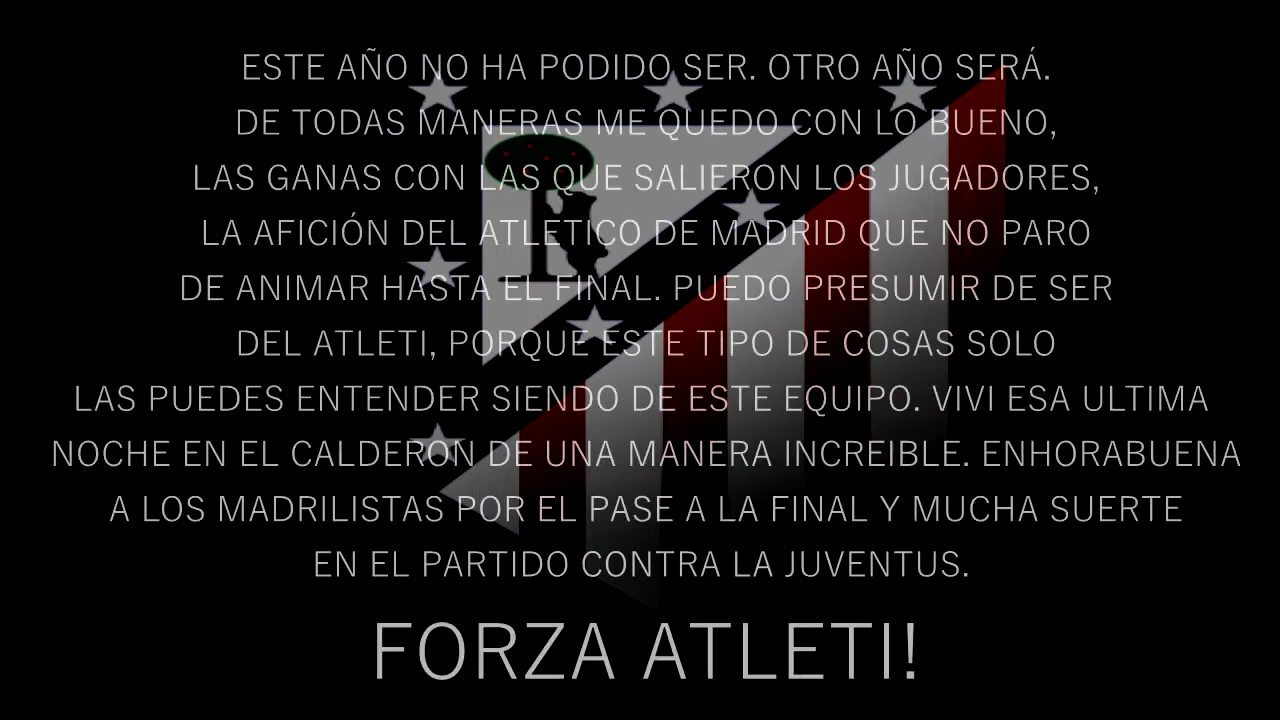 ESTE AÑO NO HA PODIDO SER. OTRO AÑO SERÁ.
DE TODAS MANERAS ME QUEDO CON LO BUENO,
LAS GANAS CON LAS QUE SALIERON LOS JUGADORES,
LA AFICIÓN DEL ATLETICO DE MADRID QUE NO PARO
DE ANIMAR HASTA EL FINAL. PUEDO PRESUMIR DE SER
DEL ATLETI, PORQUE ESTE TIPO DE COSAS SOLO
LAS PUEDES ENTENDER SIENDO DE ESTE EQUIPO. VIVI ESA ULTIMA
NOCHE EN EL CALDERON DE UNA MANERA INCREIBLE. ENHORABUENA
A LOS MADRILISTAS POR EL PASE A LA FINAL Y MUCHA SUERTE
EN EL PARTIDO CONTRA LA JUVENTUS.
FORZA ATLETI!